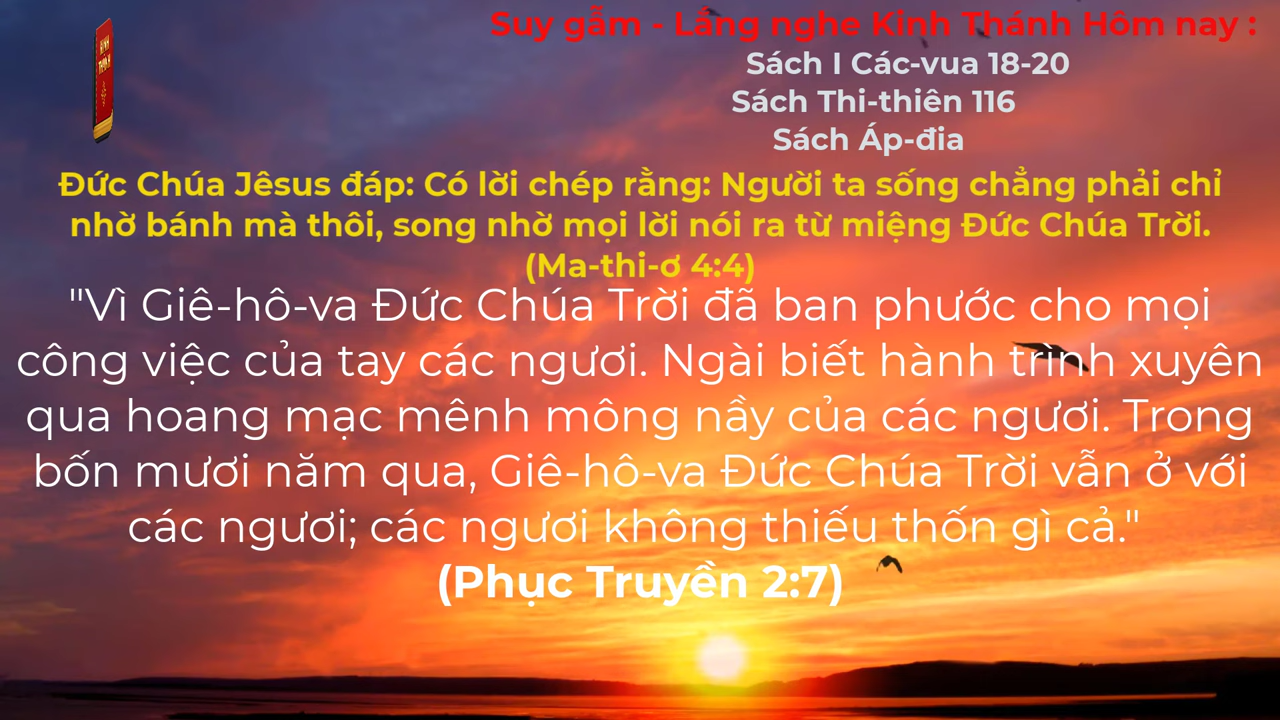 Suy gẫm - Lắng nghe Kinh Thánh Hôm nay :
Sách I Các-vua 18-20
Sách Thi-thiên 116
Sách Áp-đia
Đức Chúa Jêsus đáp: Có lời chép rằng: Người ta sống chẳng phải chỉ
nhờ bánh mà thôi, song nhờ mọi lời nói ra từ miệng Đức Chúa Trời.
(Ma-thi-ơ 4:4)
"Vì Giê-hô-va Đức Chúa Trời đã ban phước cho mọi
công việc của tay các ngươi. Ngài biết hành trình xuyên
qua hoang mạc mênh mông nầy của các ngươi. Trong
bốn mươi năm qua, Giê-hô-va Đức Chúa Trời vẫn ở với
các ngươi; các ngươi không thiếu thốn gì cả."
(Phục Truyền 2:7)